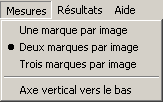 Mesures Résultats Aide
Une marque par image
Deux marques par image
Trois marques par image
Axe vertical vers le bas